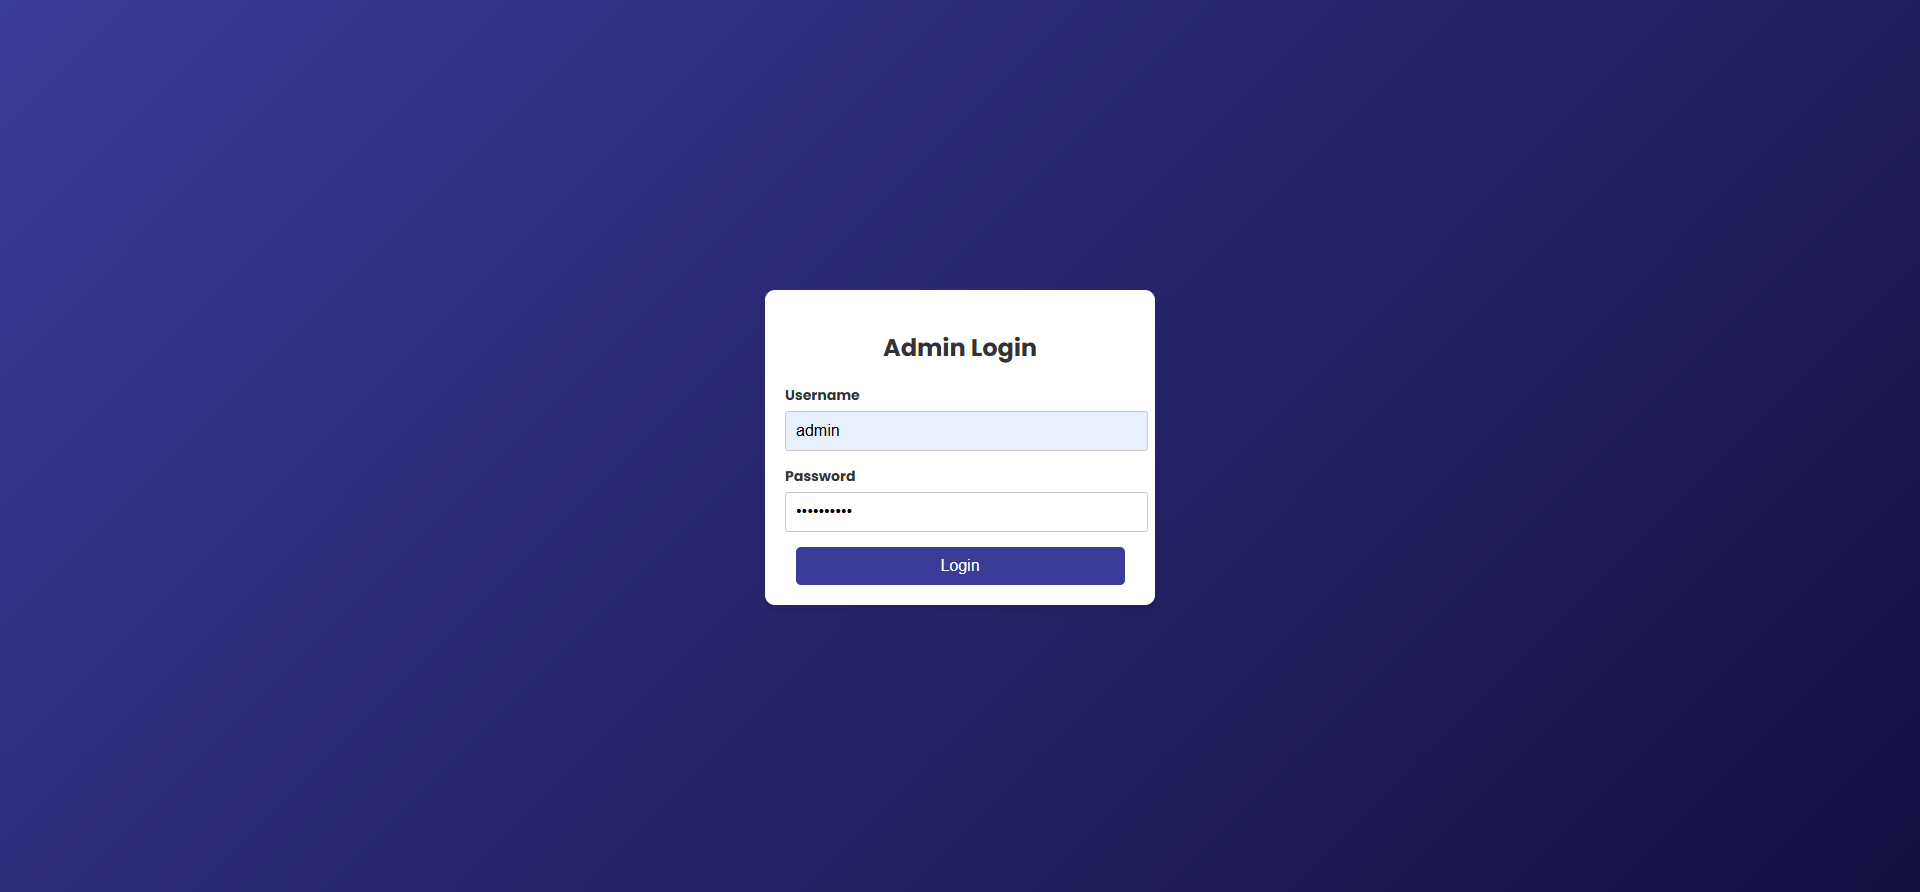 Admin Login
Username
admin
Password
••••••••••
Login